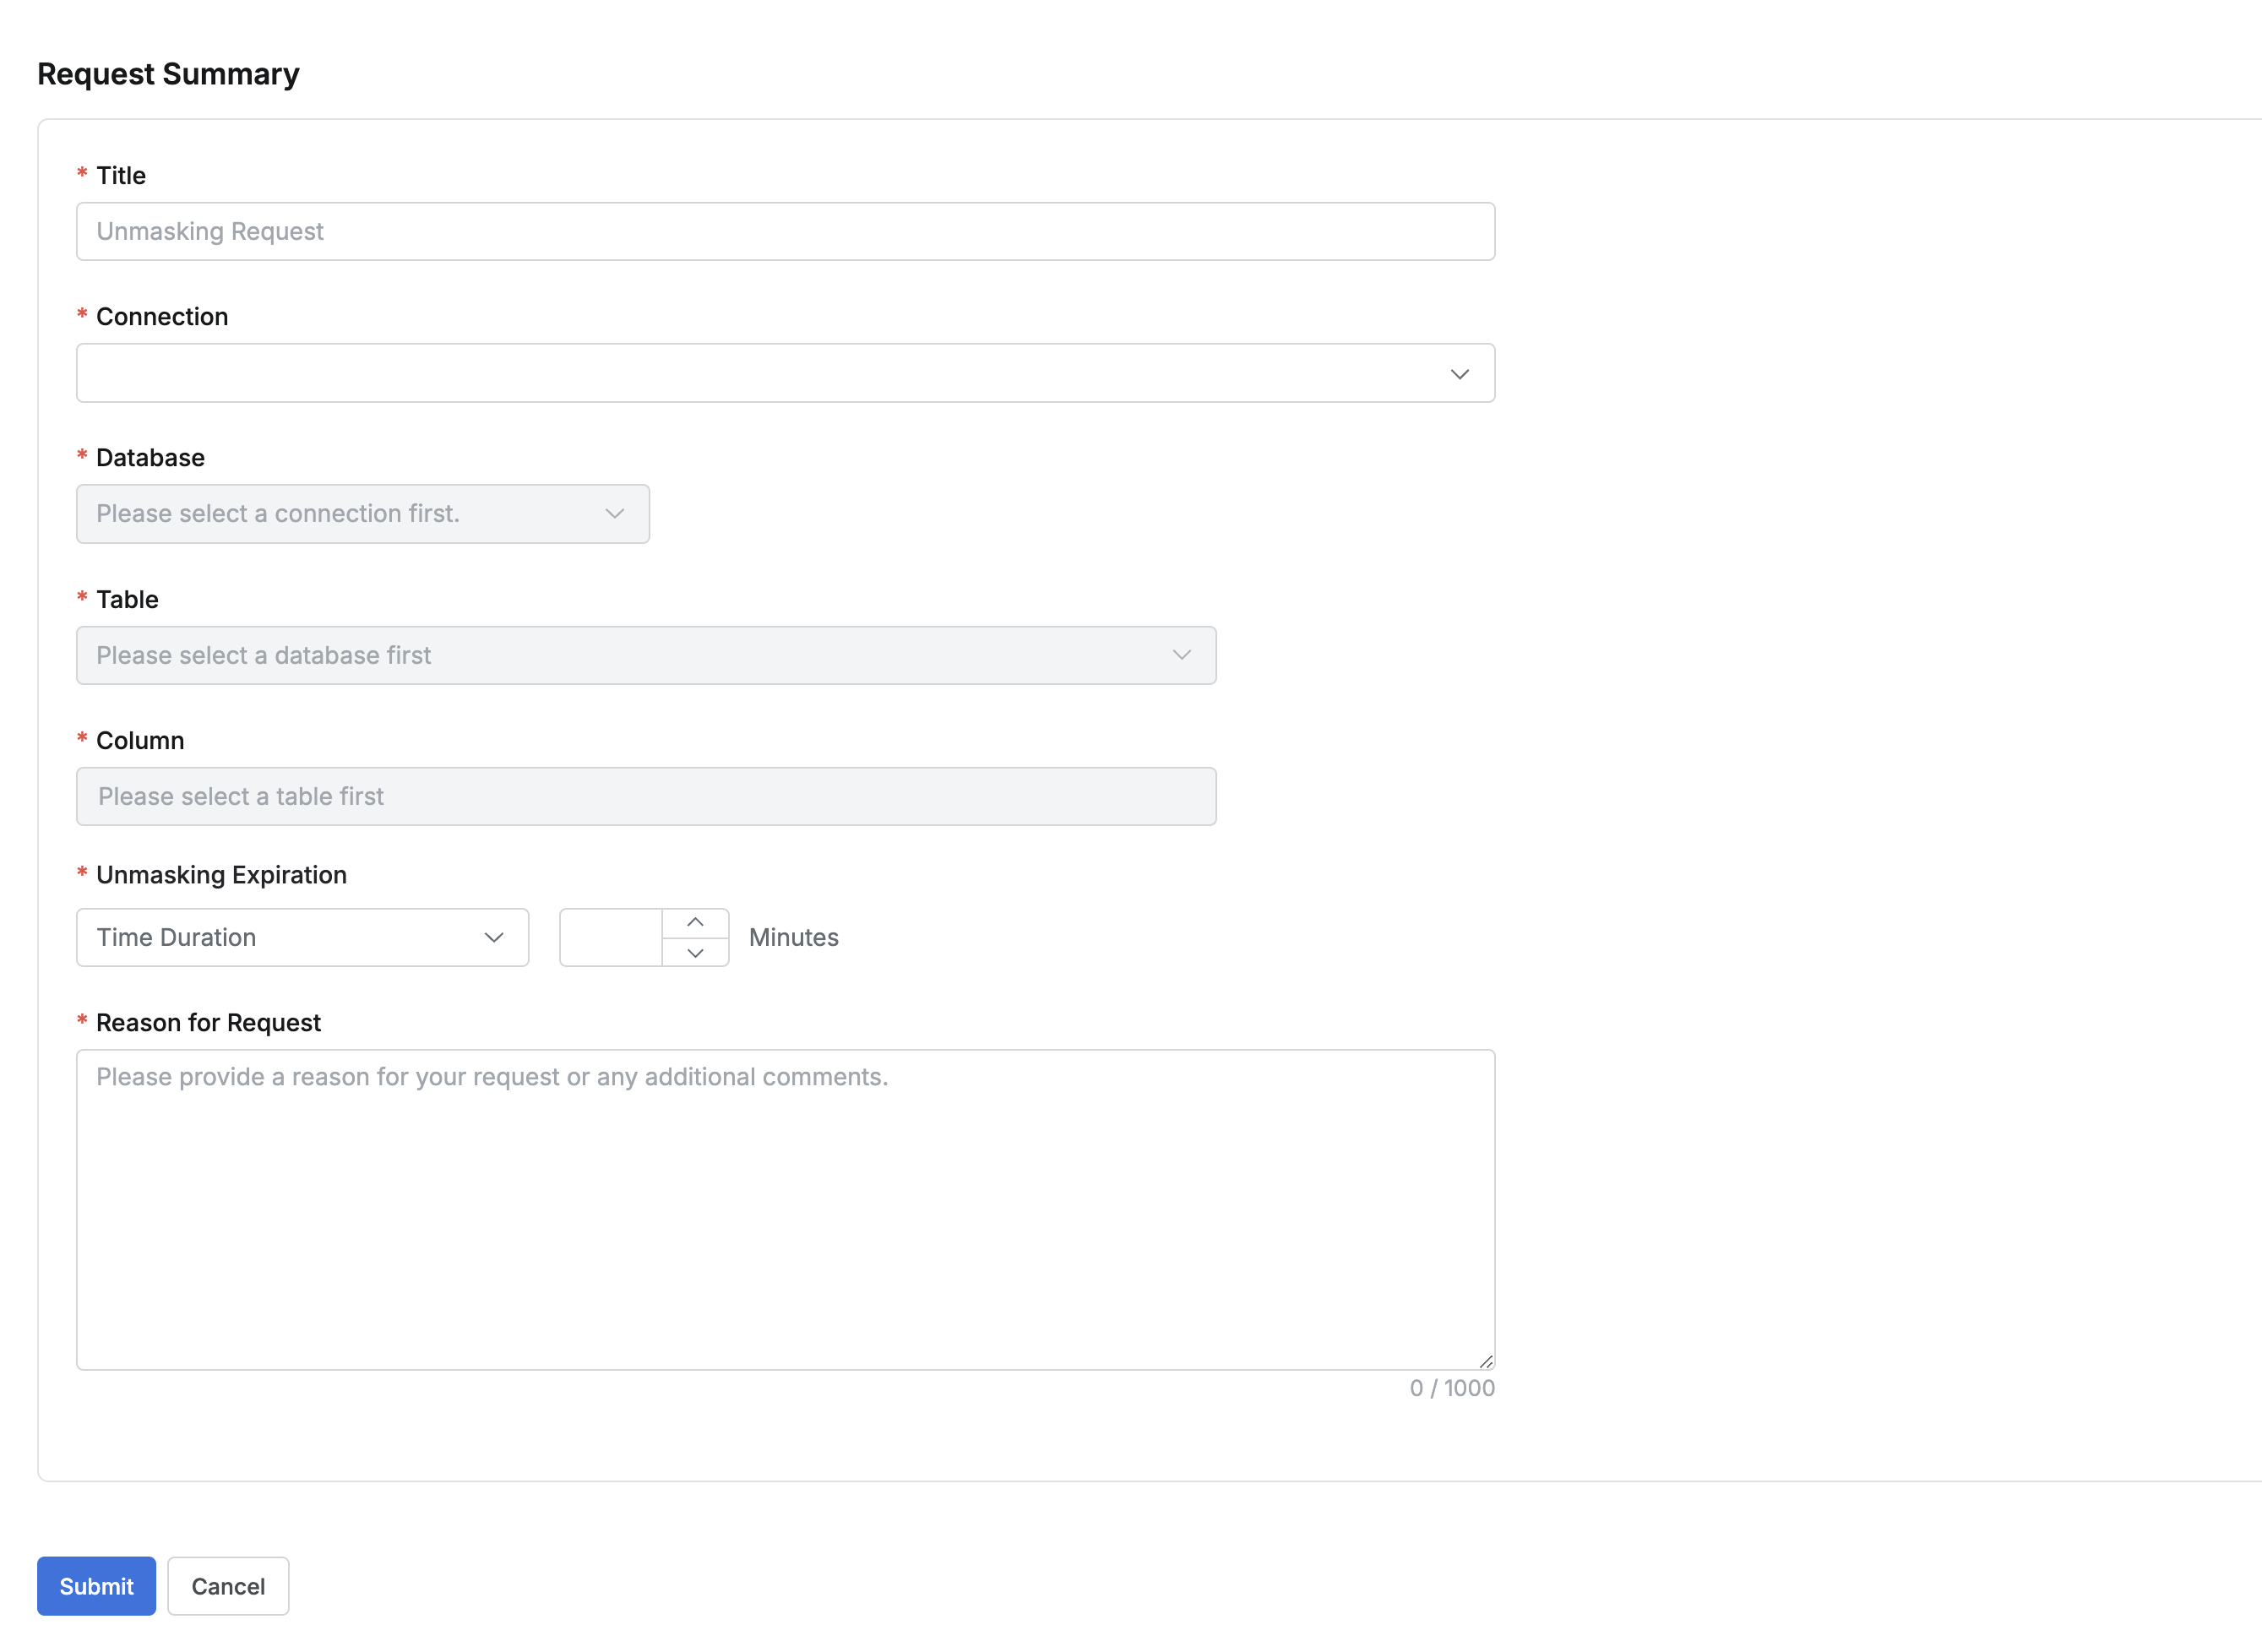 Request Summary
* Title
Unmasking Request
* Connection
* Database
Please select a connection first.
* Table
Please select a database first
* Column
Please select a table first
* Unmasking Expiration
Time Duration
Minutes
* Reason for Request
Please provide a reason for your request or any additional comments.
0 / 1000
Submit
Cancel